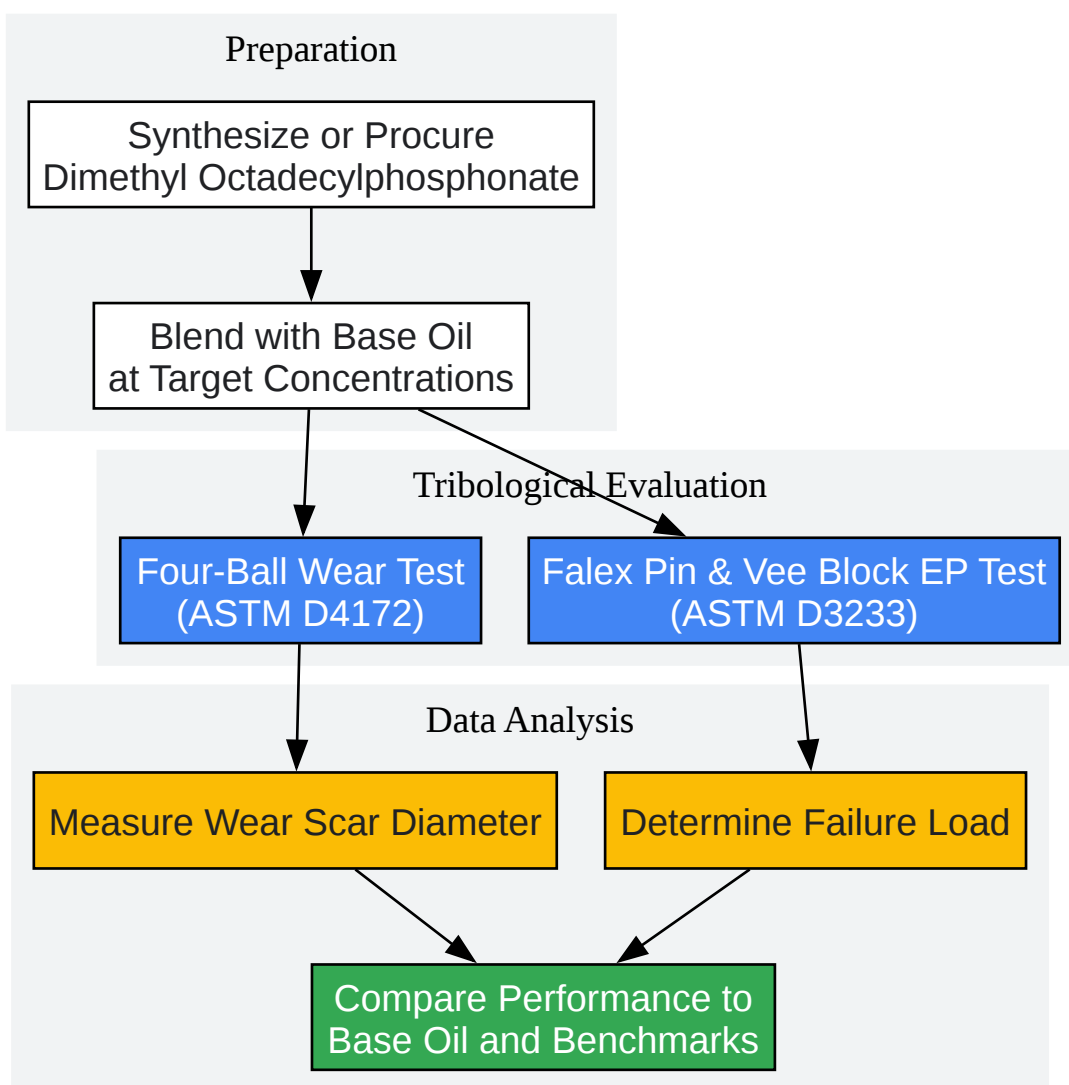 Preparation
Synthesize or Procure
Dimethyl Octadecylphosphonate
Blend with Base Oil
at Target Concentrations
Tribological Evaluation
Four-Ball Wear Test
(ASTM D4172)
Falex Pin & Vee Block EP Test
(ASTM D3233)
Data Analysis
Measure Wear Scar Diameter
Determine Failure Load
Compare Performance to
Base Oil and Benchmarks